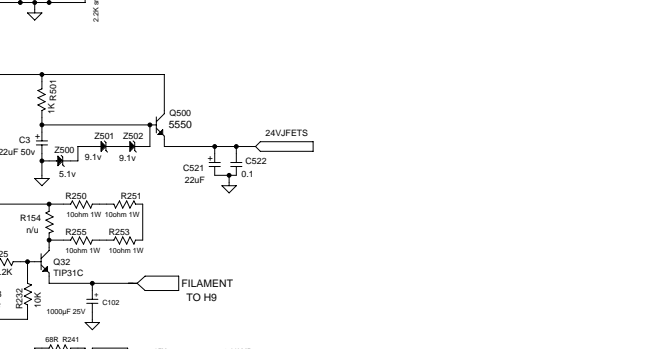 2.2K
1K R501
Q500
5550
24VJFETS
C3
22uF 50v
Z501
Z502
Z500
9.1v
9.1v
5.1v
C521
22uF
C522
0.1
R250
R251
10ohm 1W
10ohm 1W
R154
n/u
R255
R253
10ohm 1W
10ohm 1W
Q32
TIP31C
R232
10K
FILAMENT
TO H9
1000µF 25V
C102
68R R241